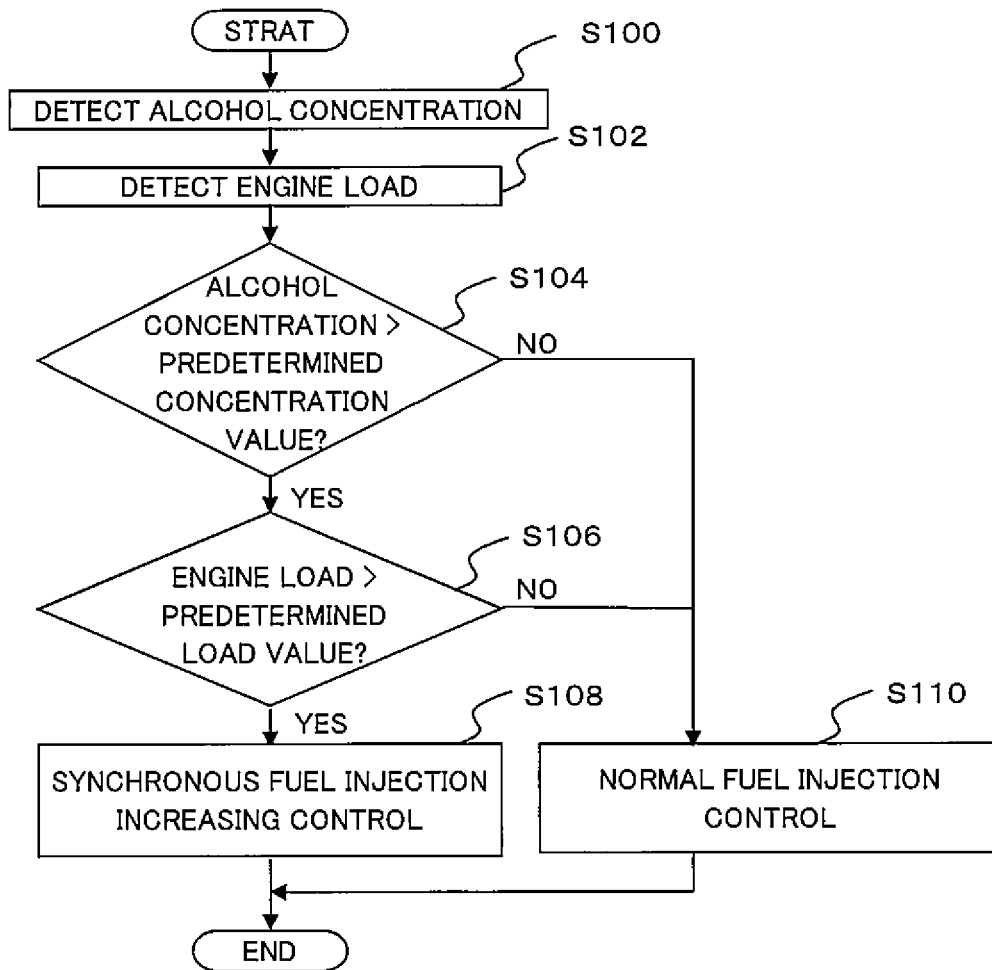 STRAT
S100
DETECT ALCOHOL CONCENTRATION
S102
DETECT ENGINE LOAD
S104
ALCOHOL
CONCENTRATION >
PREDETERMINED
CONCENTRATION
VALUE?
NO
YES
S106
ENGINE LOAD >
PREDETERMINED
LOAD VALUE?
NO
YES
S108
SYNCHRONOUS FUEL INJECTION
INCREASING CONTROL
S110
NORMAL FUEL INJECTION
CONTROL
END